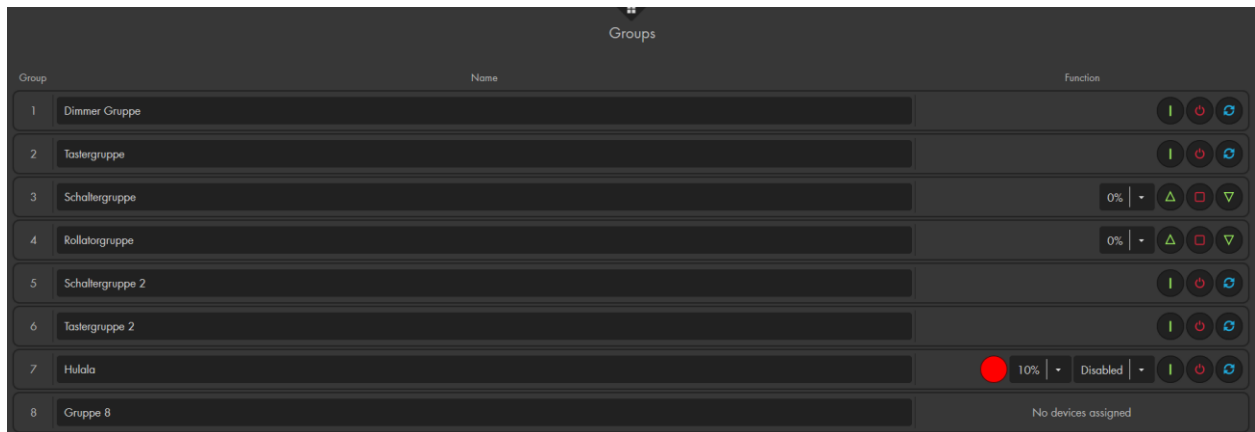 Groups
Group Name Function
1 Dimmer Gruppe
2 Tastergruppe
3 Schaltergruppe 0%
4 Rollatorgruppe 0%
5 Schaltergruppe 2
6 Tastergruppe 2
7 Hulala 10% Disabled
8 Gruppe 8 No devices assigned